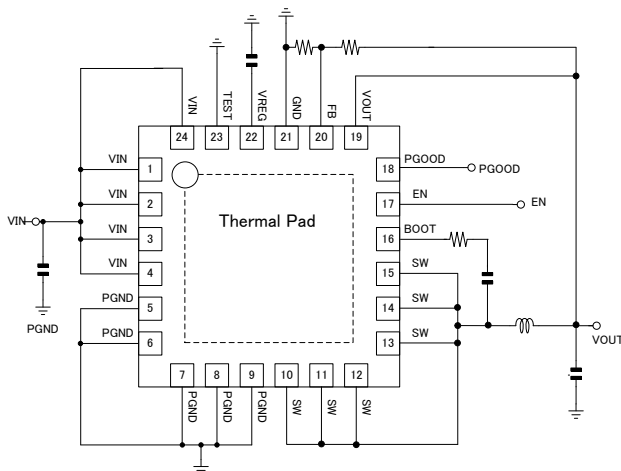 VIN
TEST
VREG
GND
FB
VOUT
24
23
22
21
20
19
VIN
1
18
PGOOD
PGOOD
VIN
2
17
EN
EN
Thermal Pad
VIN
VIN
3
16
BOOT
VIN
4
15
SW
PGND
5
14
SW
PGND
PGND
6
13
SW
VOUT
7
8
9
10
11
12
PGND
PGND
PGND
SW
SW
SW